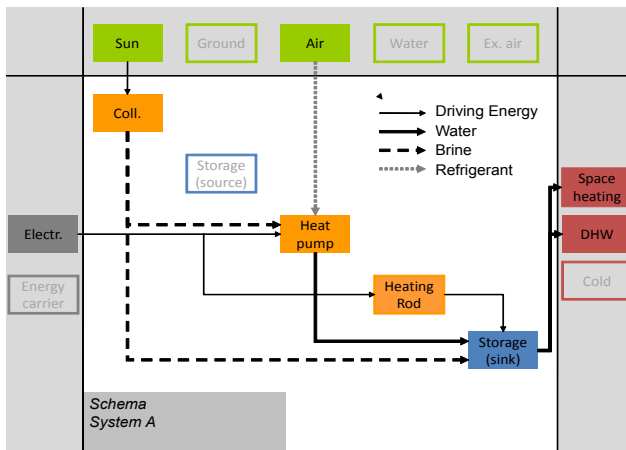 Sun
Ground
Air
Water
Ex. air
Coll.
Driving Energy
Water
Brine
Refrigerant
Storage
(source)
Space
heating
Electr.
Heat
pump
DHW
Energy
carrier
Heating
Rod
Cold
Storage
(sink)
Schema
System A